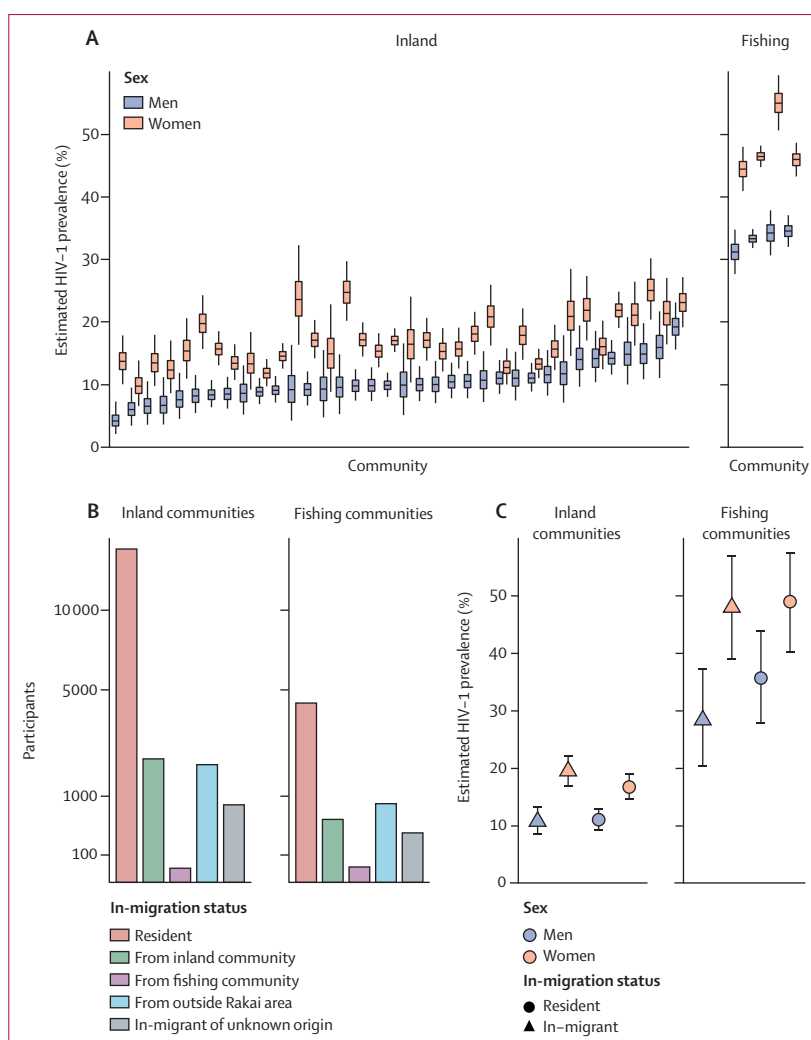 A
Inland
Fishing
Sex
Men
Women
Estimated HIV–1 prevalence (%)
50
40
30
20
10
0
Community
Community
B
Inland communities
Fishing communities
Participants
10 000
5000
1000
100
In-migration status
Resident
From inland community
From fishing community
From outside Rakai area
In-migrant of unknown origin
C
Inland
communities
Fishing
communities
Estimated HIV–1 prevalence (%)
50
40
30
20
10
0
Sex
Men
Women
In-migration status
Resident
In–migrant